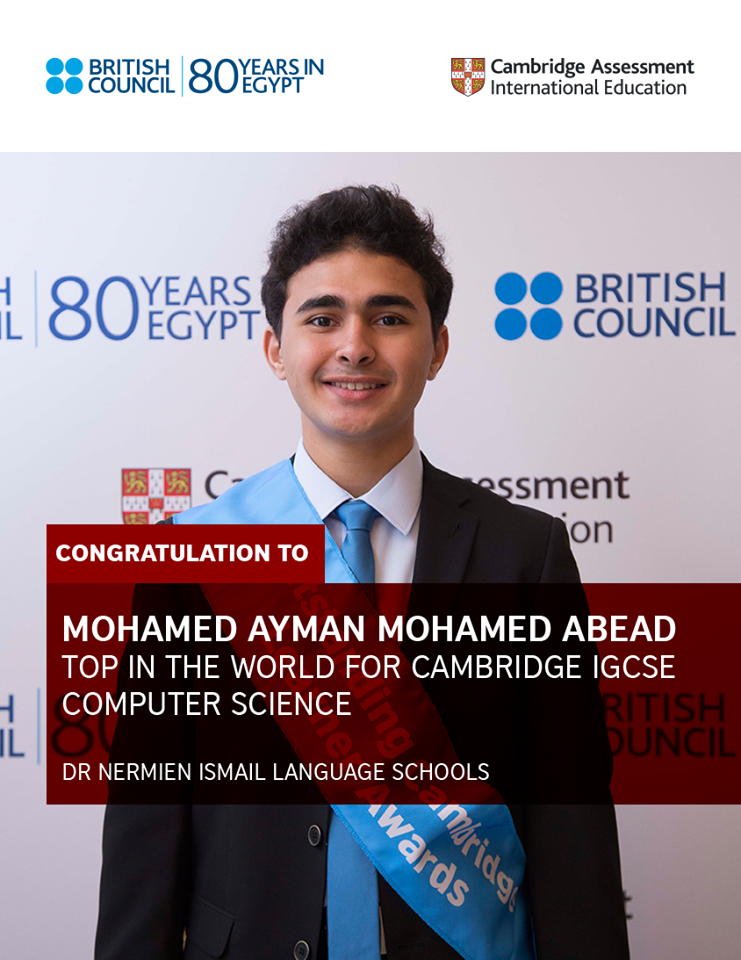 BRITISH COUNCIL
80 YEARS IN EGYPT
Cambridge Assessment
International Education
80 YEARS
EGYPT
BRITISH
COUNCIL
CONGRATULATION TO
MOHAMED AYMAN MOHAMED ABEAD
TOP IN THE WORLD FOR CAMBRIDGE IGCSE
COMPUTER SCIENCE
DR NERMIEN ISMAIL LANGUAGE SCHOOLS
Awards